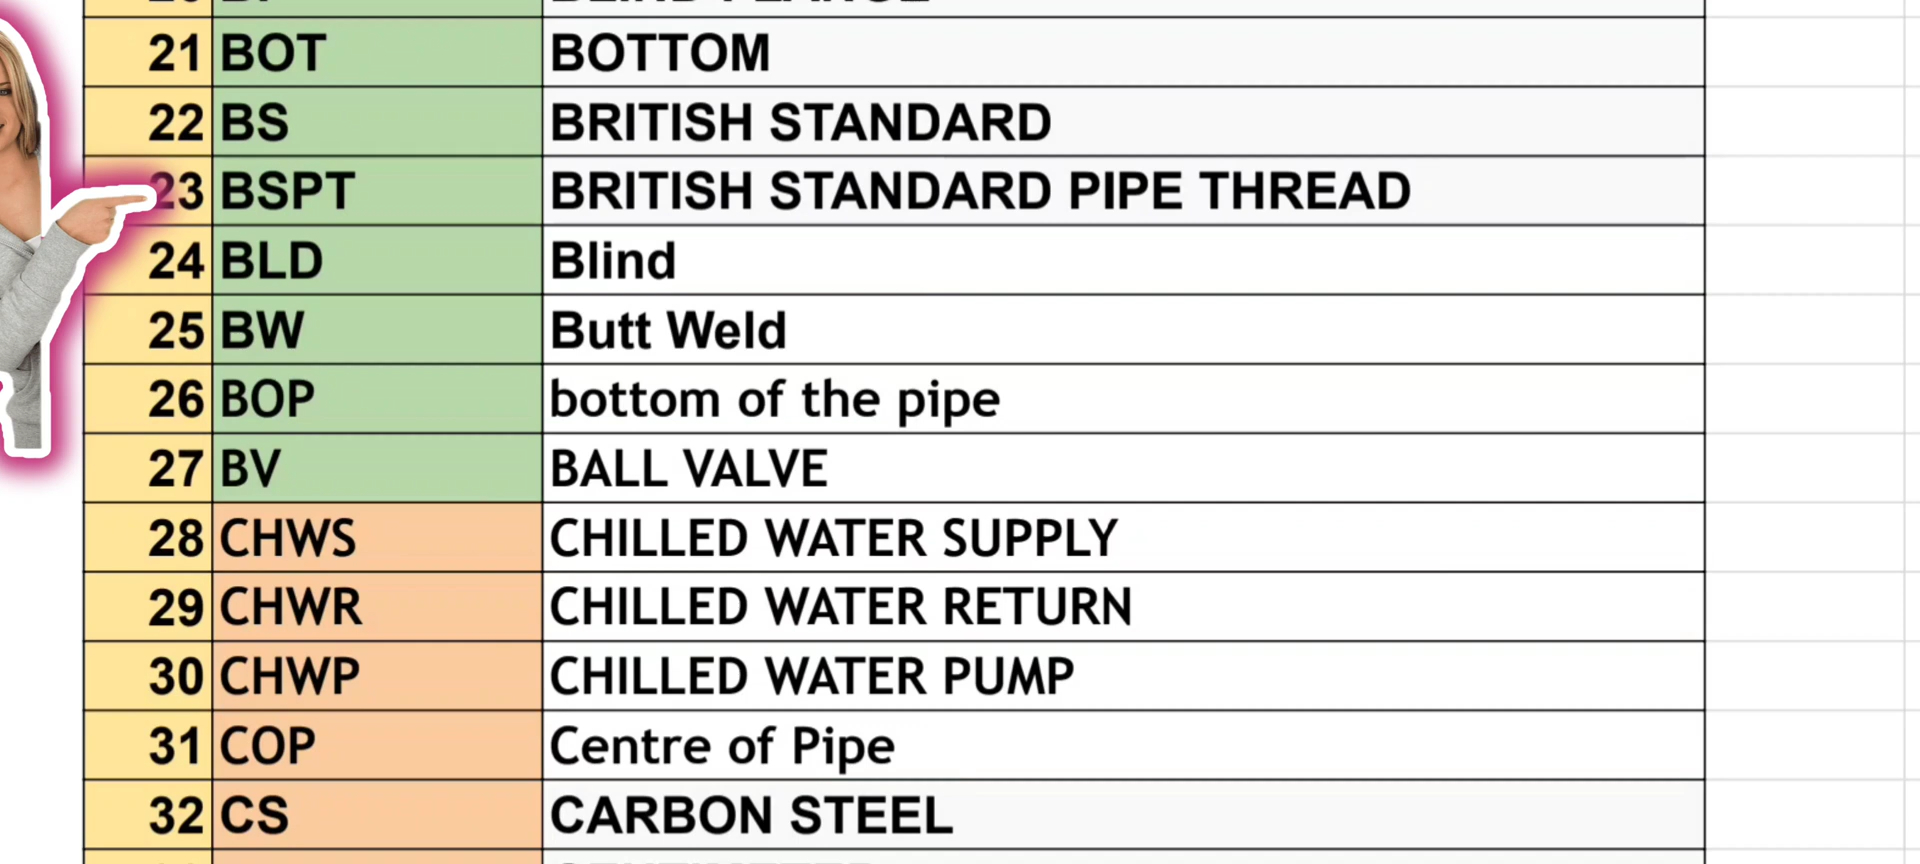 21 BOT BOTTOM
22 BS BRITISH STANDARD
23 BSPT BRITISH STANDARD PIPE THREAD
24 BLD Blind
25 BW Butt Weld
26 BOP bottom of the pipe
27 BV BALL VALVE
28 CHWS CHILLED WATER SUPPLY
29 CHWR CHILLED WATER RETURN
30 CHWP CHILLED WATER PUMP
31 COP Centre of Pipe
32 CS CARBON STEEL